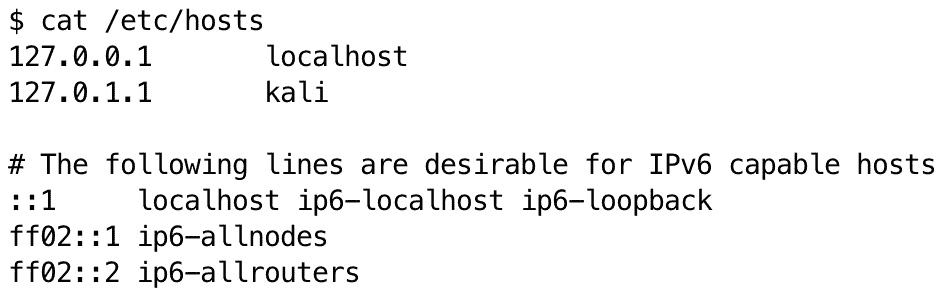 $ cat /etc/hosts
127.0.0.1       localhost
127.0.1.1       kali

# The following lines are desirable for IPv6 capable hosts
::1     localhost ip6-localhost ip6-loopback
ff02::1 ip6-allnodes
ff02::2 ip6-allrouters